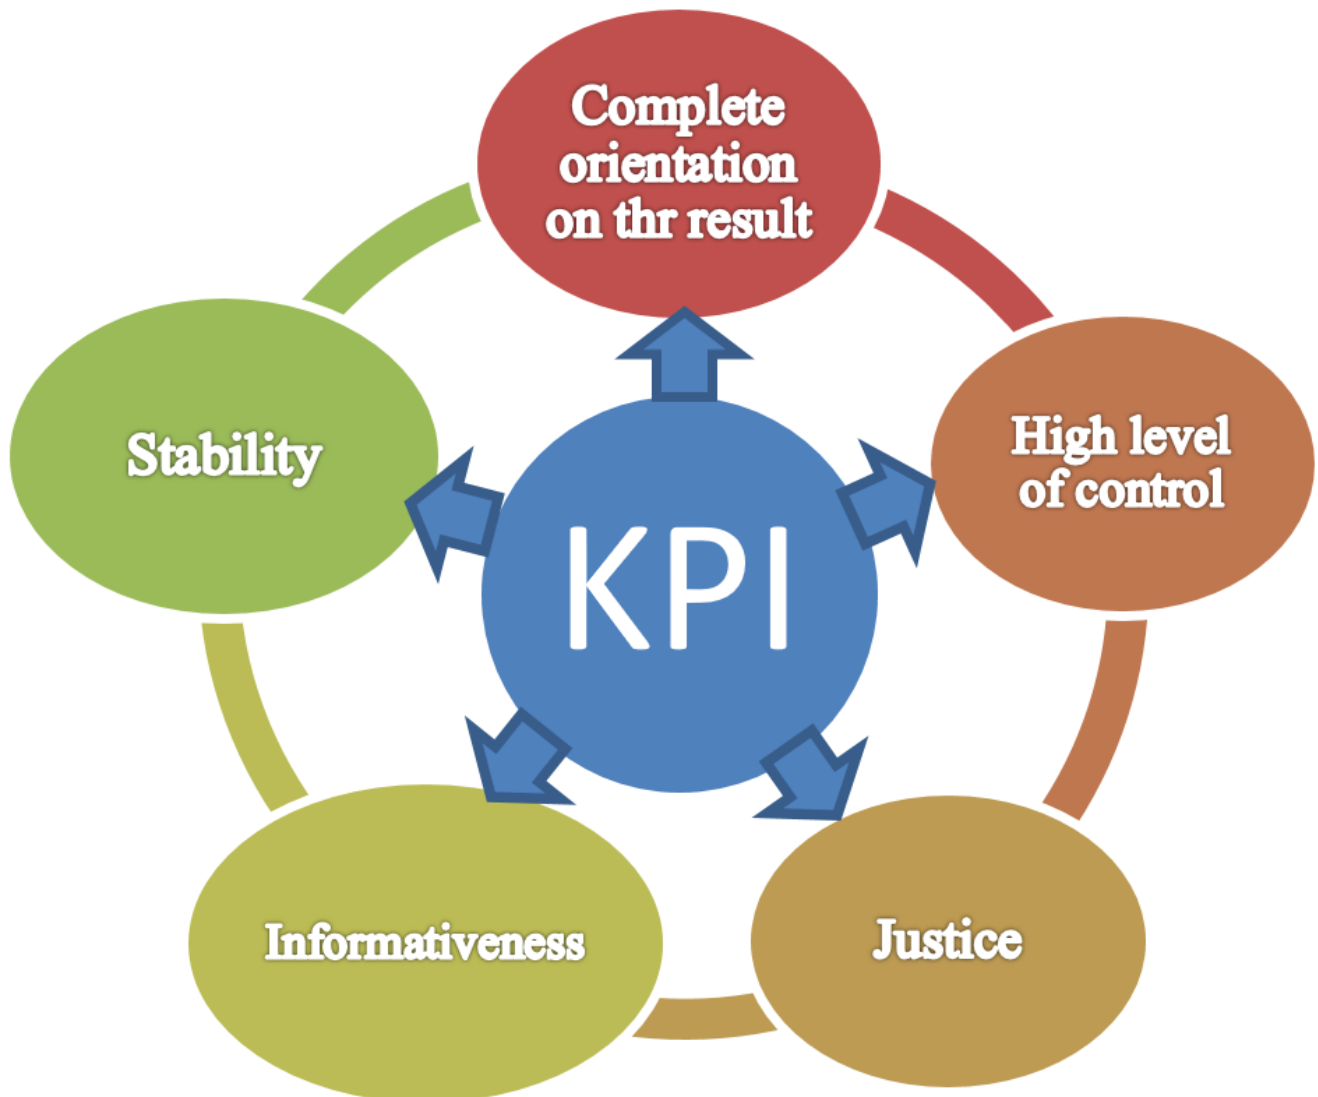 Complete
orientation
on thr result
Stability
High level
of control
KPI
Informativeness
Justice